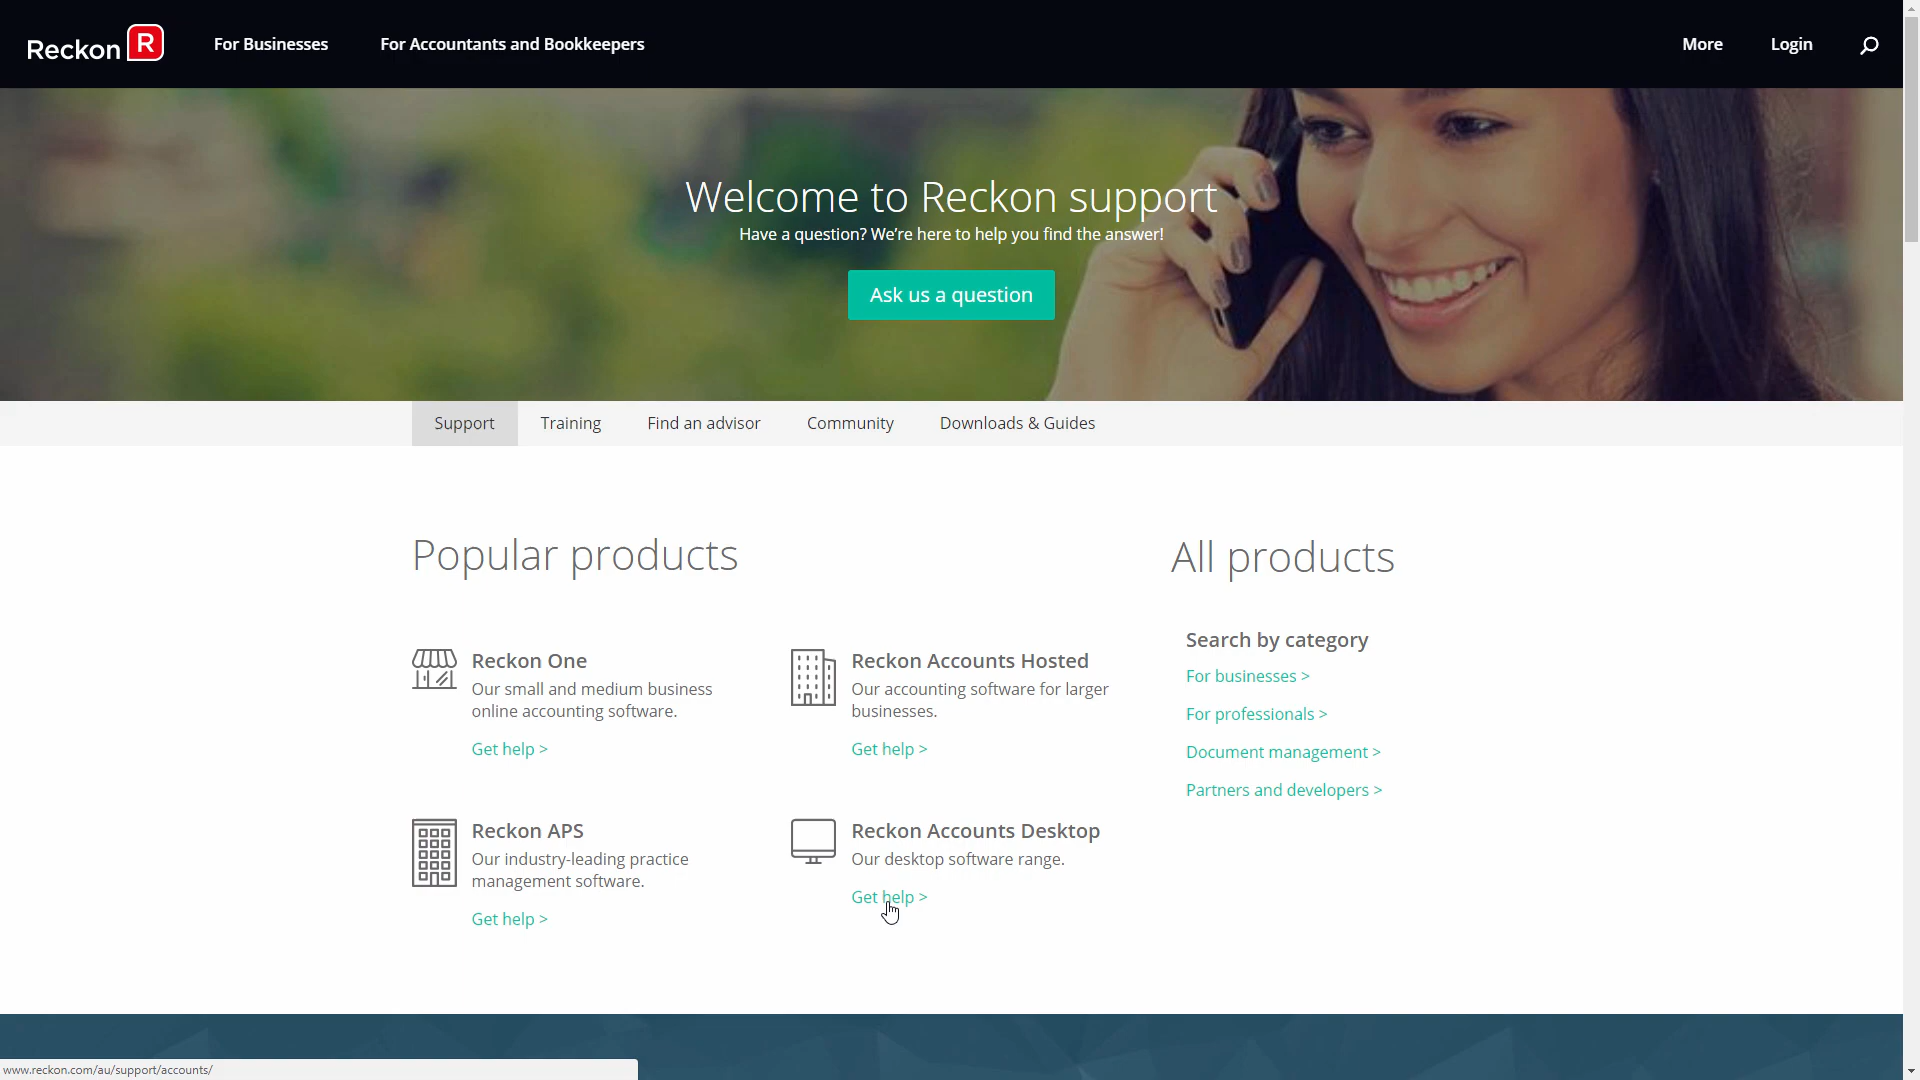 Reckon R
For Businesses
For Accountants and Bookkeepers
More
Login
Welcome to Reckon support
Have a question? We're here to help you find the answer!
Ask us a question
Support
Training
Find an advisor
Community
Downloads & Guides
Popular products
Reckon One
Our small and medium business
online accounting software.
Get help >
Reckon Accounts Hosted
Our accounting software for larger
businesses.
Get help >
Reckon APS
Our industry-leading practice
management software.
Get help >
Reckon Accounts Desktop
Our desktop software range.
Get help >
All products
Search by category
For businesses >
For professionals >
Document management >
Partners and developers >
www.reckon.com/au/support/accounts/